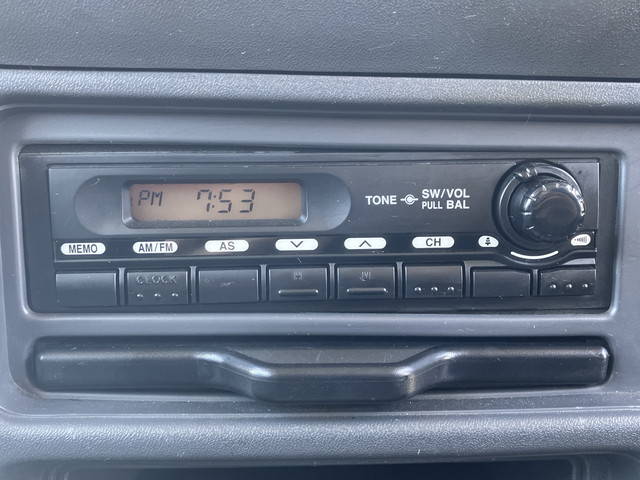 PM 7:53
TONE SW/VOL
PULL BAL
MEMO AM/FM AS CH
CLOCK H M